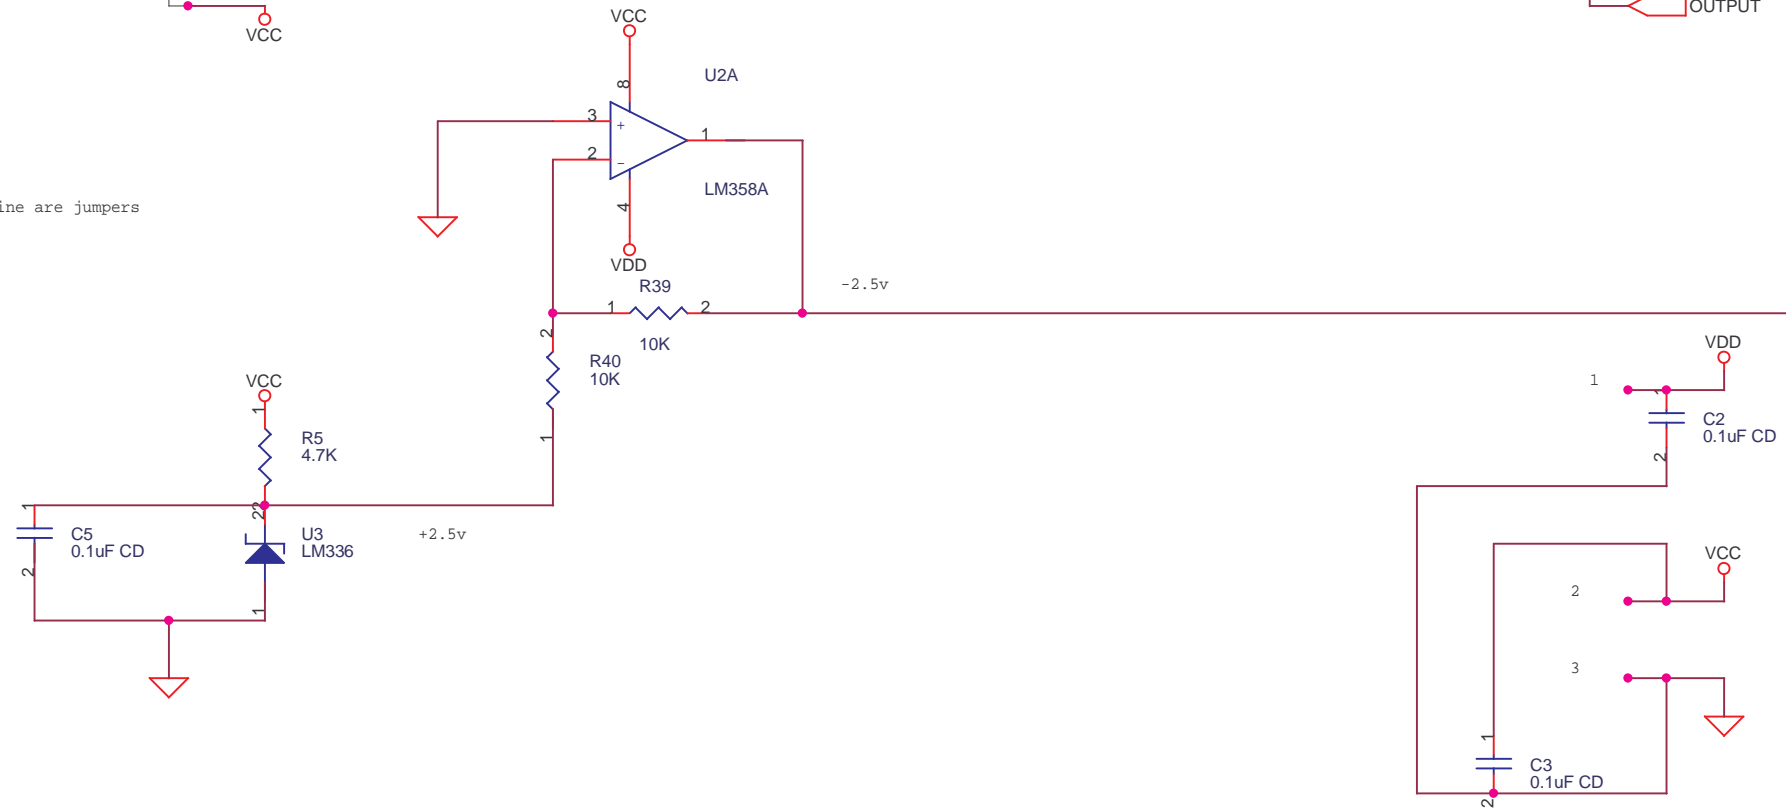 OUTPUT
VCC
VCC
U2A
8
3
+
1
2
-
LM358A
4
ine are jumpers
VDD
R39
-2.5v
1
2
10K
2
R40
10K
VDD
1
1
C2
0.1uF CD
2
VCC
1
R5
4.7K
1
2
2
1
C5
0.1uF CD
2
U3
LM336
+2.5v
1
VCC
2
3
1
C3
0.1uF CD
2